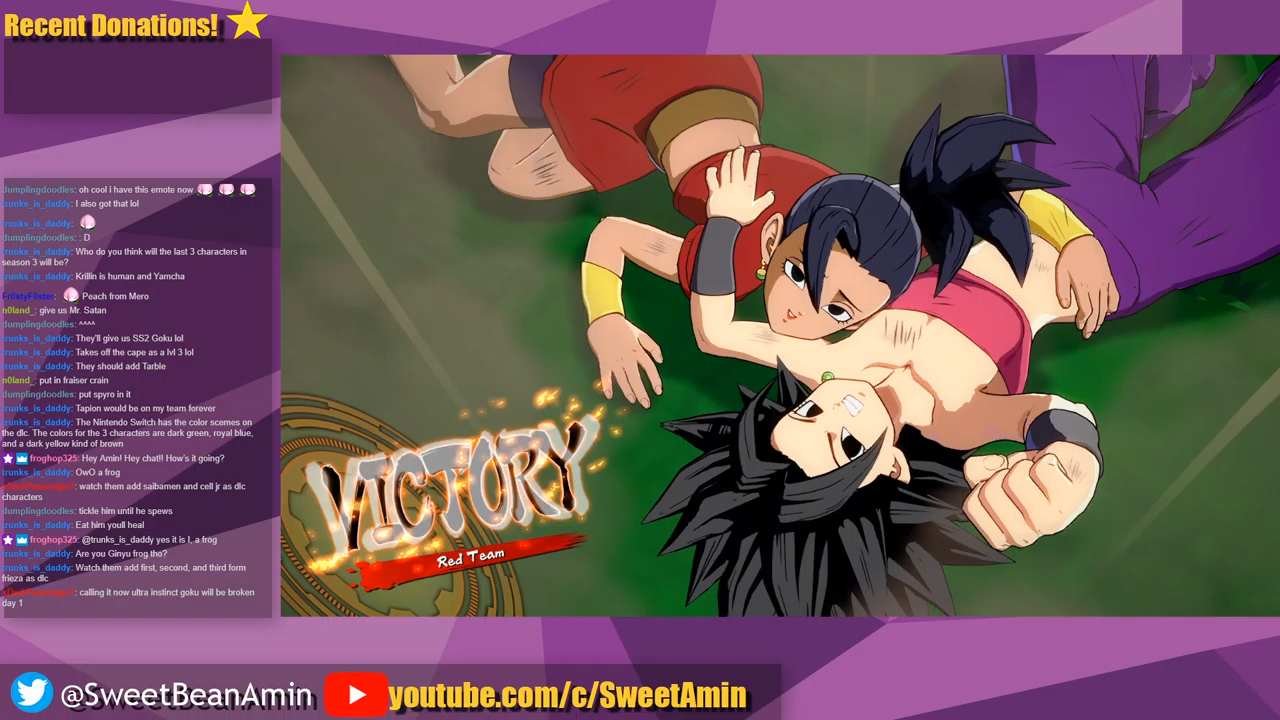 Recent Donations!
dumplingdoodles: oh cool i have this emote now
trunks_is_daddy: I also got that lol
trunks_is_daddy:
dumplingdoodles: : D
trunks_is_daddy: Who do you think will the last 3 characters in
season 3 will be?
trunks_is_daddy: Krillin is human and Yamcha
Fr0styF0ster: Peach from Mero
n0land_: give us Mr. Satan
dumplingdoodles: ^^^^
trunks_is_daddy: They'll give us SS2 Goku lol
trunks_is_daddy: Takes off the cape as a lvl 3 lol
trunks_is_daddy: They should add Tarble
n0land_: put in fraiser crain
dumplingdoodles: put spyro in it
trunks_is_daddy: Tapion would be on my team forever
trunks_is_daddy: The Nintendo Switch has the color scemes on
the dlc. The colors for the 3 characters are dark green, royal blue,
and a dark yellow kind of brown
froghop325: Hey Amin! Hey chat!! How's it going?
trunks_is_daddy: OwO a frog
watch them add saibamen and cell jr as dlc
characters
dumplingdoodles: tickle him until he spews
trunks_is_daddy: Eat him youll heal
froghop325: @trunks_is_daddy yes it is I, a frog
trunks_is_daddy: Are you Ginyu frog tho?
trunks_is_daddy: Watch them add first, second, and third form
frieza as dlc
calling it now ultra instinct goku will be broken
day 1
VICTORY
Red Team
@SweetBeanAmin
youtube.com/c/SweetAmin